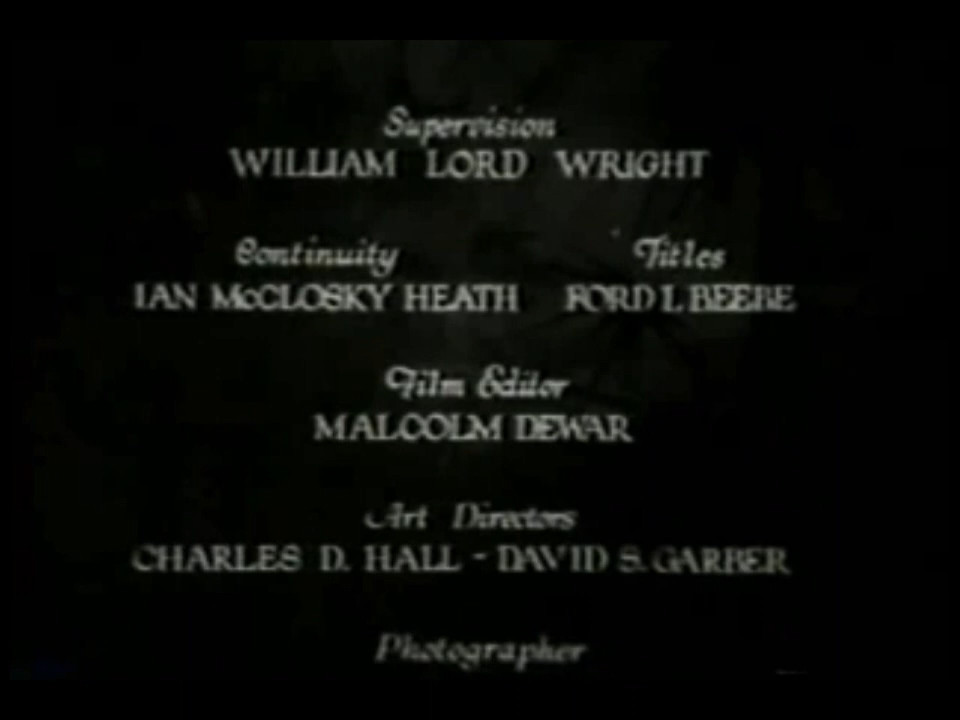 Supervision
WILLIAM LORD WRIGHT
Continuity Titles
IAN McCLOSKY HEATH FORD I. BEEBE
Film Editor
MALCOLM DEWAR
Art Directors
CHARLES D. HALL - DAVID S. GARBER
Photographer